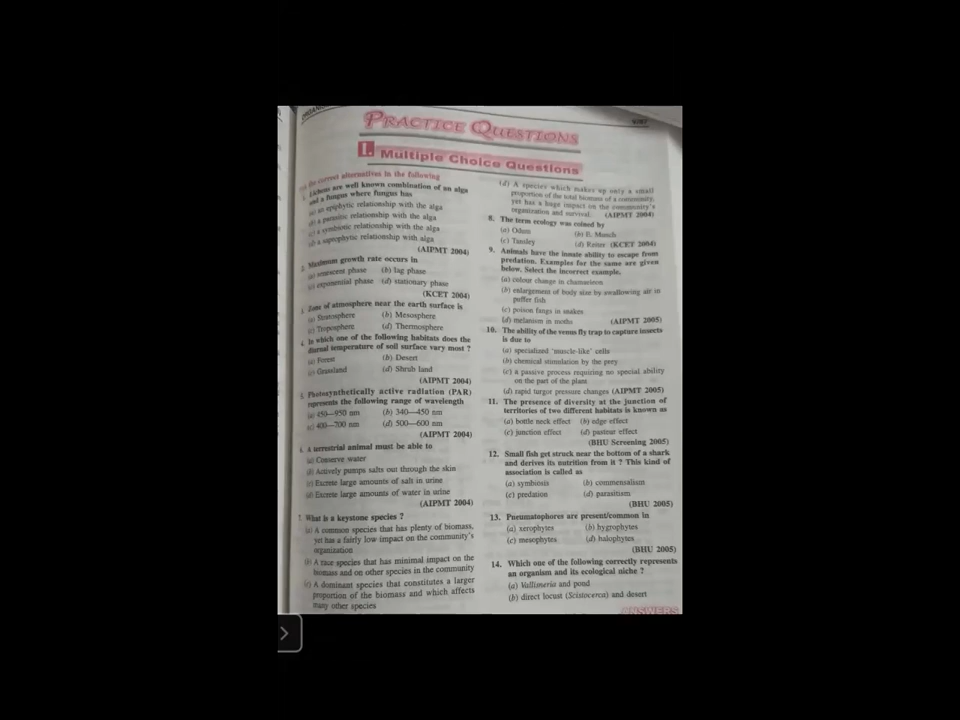 PRACTICE QUESTIONS
I. Multiple Choice Questions
the correct alternatives in the following
Lichens are well known combination of an alga
and a fungus where fungus has
an epiphytic relationship with the alga
a parasitic relationship with the alga
a symbiotic relationship with the alga
a saprophytic relationship with alga
(AIPMT 2004)
2. Maximum growth rate occurs in
senescent phase (b) lag phase
exponential phase (d) stationary phase
(KCET 2004)
3. Zone of atmosphere near the earth surface is
Stratosphere (b) Mesosphere
(c) Troposphere (d) Thermosphere
4. In which one of the following habitats does the
diurnal temperature of soil surface vary most ?
(a) Forest (b) Desert
(c) Grassland (d) Shrub land
(AIPMT 2004)
5. Photosynthetically active radiation (PAR)
represents the following range of wavelength
(a) 450—950 nm (b) 340—450 nm
(c) 400—700 nm (d) 500—600 nm
(AIPMT 2004)
6. A terrestrial animal must be able to
(a) Conserve water
(b) Actively pumps salts out through the skin
(c) Excrete large amounts of salt in urine
(d) Excrete large amounts of water in urine
(AIPMT 2004)
7. What is a keystone species ?
(a) A common species that has plenty of biomass,
yet has a fairly low impact on the community's
organization
(b) A rare species that has minimal impact on the
biomass and on other species in the community
(c) A dominant species that constitutes a larger
proportion of the biomass and which affects
many other species
(d) A species which makes up only a small
proportion of the total biomass of a community,
yet has a huge impact on the community's
organization and survival. (AIPMT 2004)
8. The term ecology was coined by
(a) Odum (b) E. Munch
(c) Tansley (d) Reiter (KCET 2004)
9. Animals have the innate ability to escape from
predation. Examples for the same are given
below. Select the incorrect example.
(a) colour change in chamaeleon
(b) enlargement of body size by swallowing air in
puffer fish
(c) poison fangs in snakes
(d) melanism in moths (AIPMT 2005)
10. The ability of the venus fly trap to capture insects
is due to
(a) specialized 'muscle-like' cells
(b) chemical stimulation by the prey
(c) a passive process requiring no special ability
on the part of the plant
(d) rapid turgor pressure changes (AIPMT 2005)
11. The presence of diversity at the junction of
territories of two different habitats is known as
(a) bottle neck effect (b) edge effect
(c) junction effect (d) pasteur effect
(BHU Screening 2005)
12. Small fish get struck near the bottom of a shark
and derives its nutrition from it ? This kind of
association is called as
(a) symbiosis (b) commensalism
(c) predation (d) parasitism
(BHU 2005)
13. Pneumatophores are present/common in
(a) xerophytes (b) hygrophytes
(c) mesophytes (d) halophytes
(BHU 2005)
14. Which one of the following correctly represents
an organism and its ecological niche ?
(a) Vallisneria and pond
(b) direct locust (Scistocerca) and desert
ANSWERS